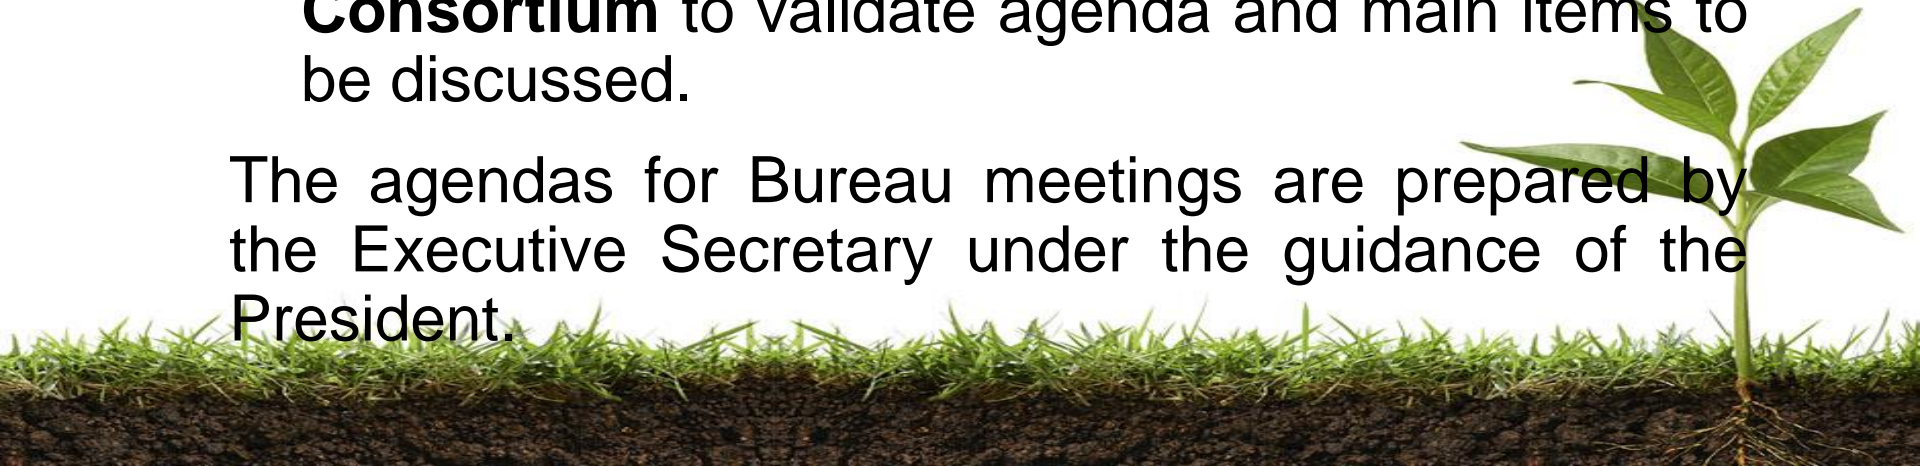 Consortium to validate agenda and main items to
be discussed.
The agendas for Bureau meetings are prepared by
the Executive Secretary under the guidance of the
President.